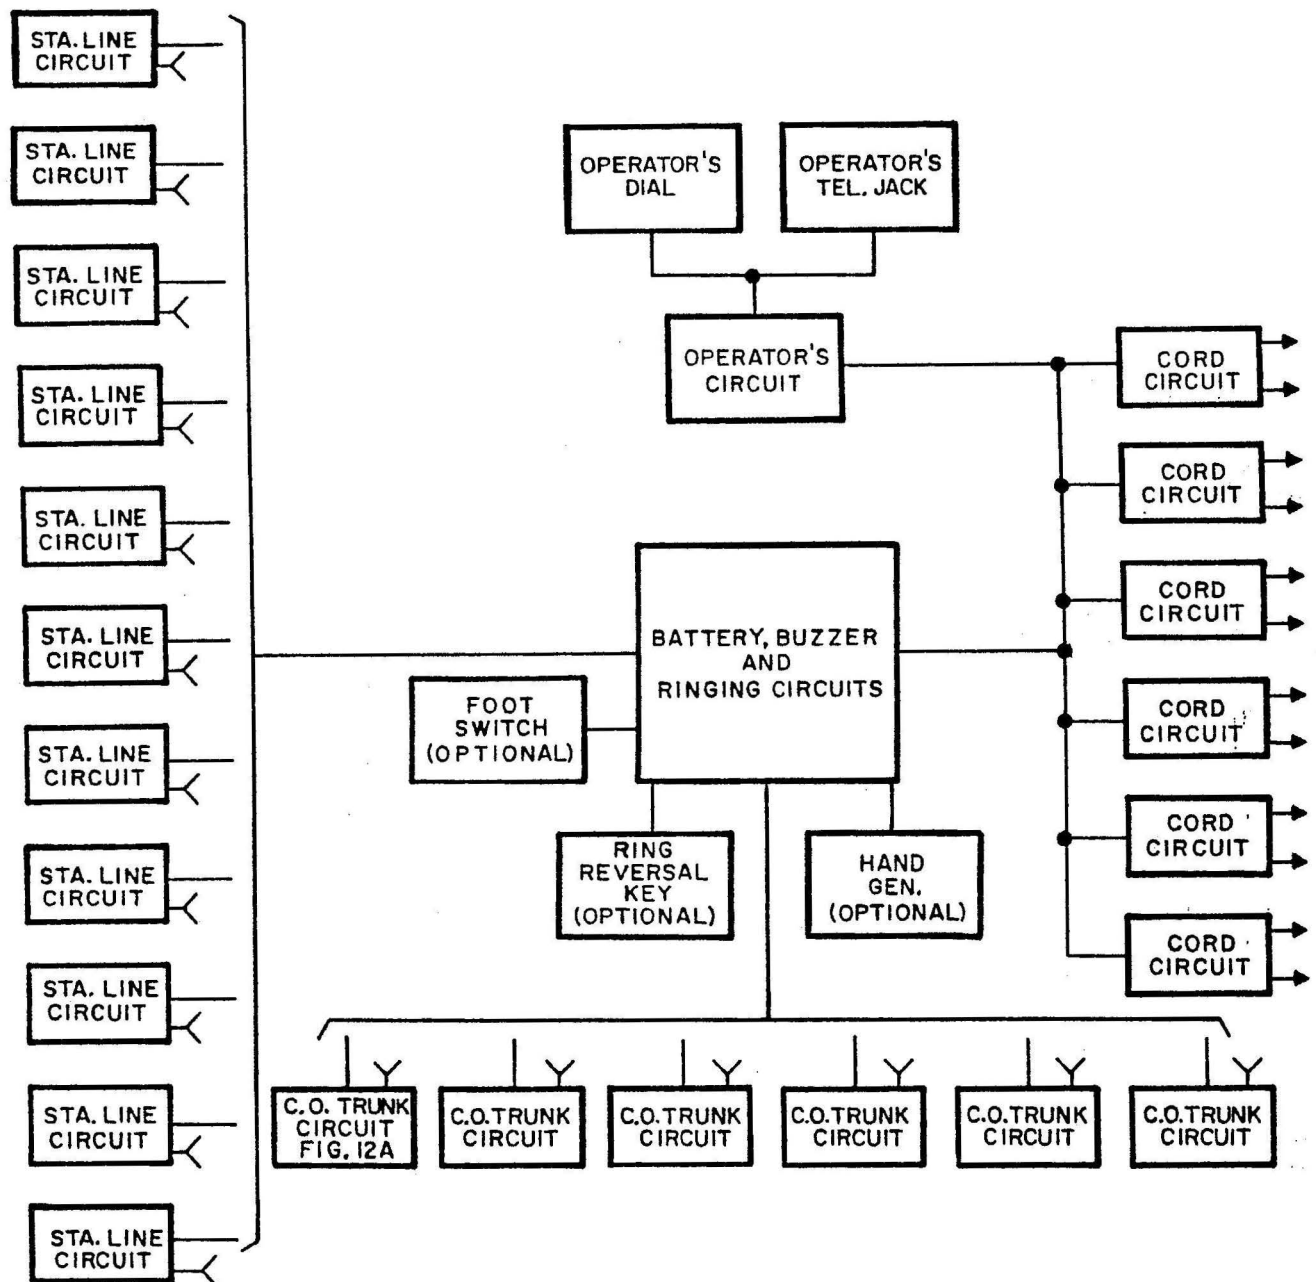 STA. LINE
CIRCUIT
STA. LINE
CIRCUIT
STA. LINE
CIRCUIT
STA. LINE
CIRCUIT
STA. LINE
CIRCUIT
STA. LINE
CIRCUIT
STA. LINE
CIRCUIT
STA. LINE
CIRCUIT
STA. LINE
CIRCUIT
STA. LINE
CIRCUIT
STA. LINE
CIRCUIT
OPERATOR'S
DIAL
OPERATOR'S
TEL. JACK
OPERATOR'S
CIRCUIT
BATTERY, BUZZER
AND
RINGING CIRCUITS
FOOT
SWITCH
(OPTIONAL)
RING
REVERSAL
KEY
(OPTIONAL)
HAND
GEN.
(OPTIONAL)
CORD
CIRCUIT
CORD
CIRCUIT
CORD
CIRCUIT
CORD
CIRCUIT
CORD
CIRCUIT
CORD
CIRCUIT
C.O. TRUNK
CIRCUIT
FIG. 12A
C.O. TRUNK
CIRCUIT
C.O. TRUNK
CIRCUIT
C.O. TRUNK
CIRCUIT
C.O. TRUNK
CIRCUIT
C.O. TRUNK
CIRCUIT